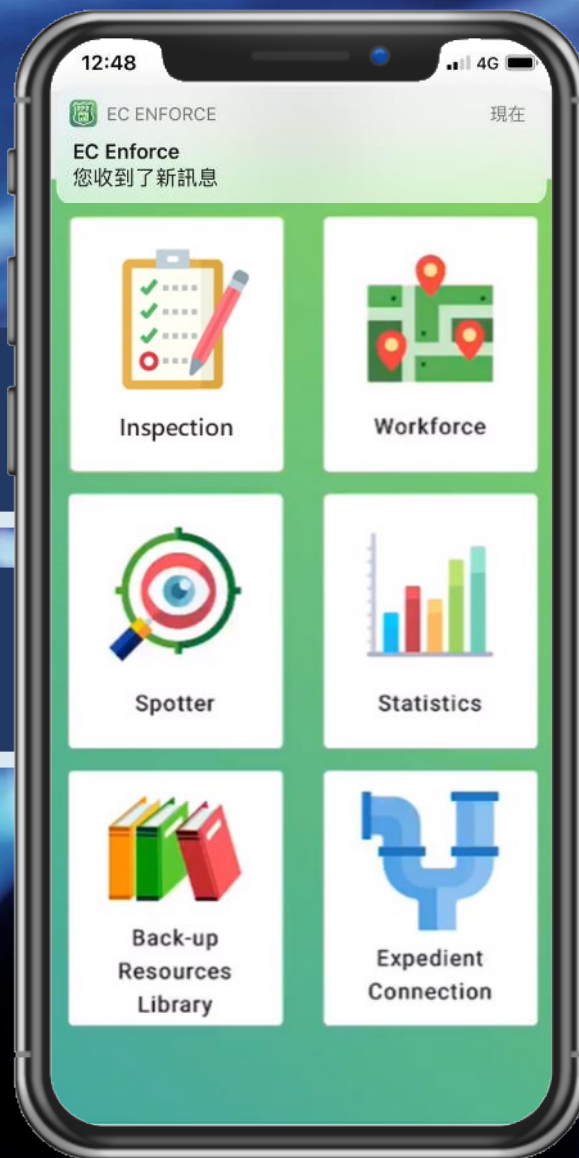 12:48
4G
EC ENFORCE
現在
EC Enforce
您收到了新訊息
Inspection
Workforce
Spotter
Statistics
Back-up
Resources
Library
Expedient
Connection